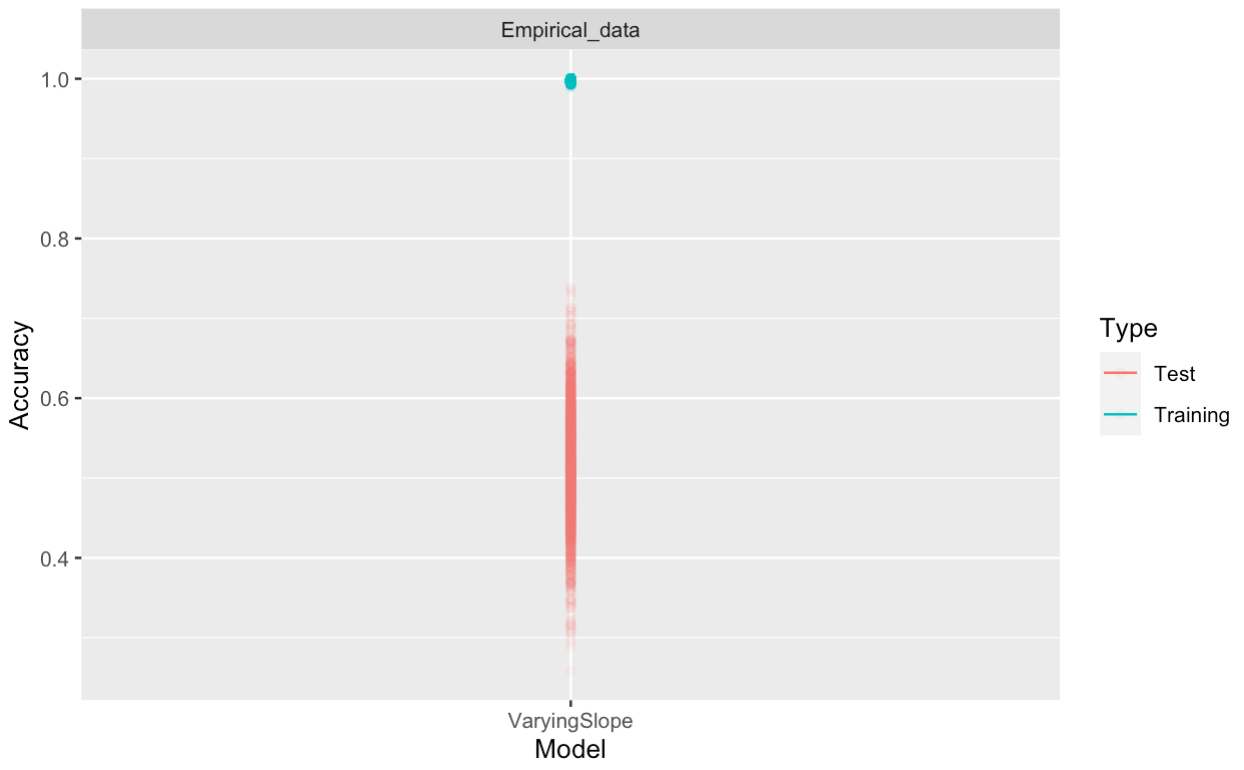 Empirical_data
1.0
0.8
0.6
0.4
Accuracy
VaryingSlope
Model
Type
Test
Training